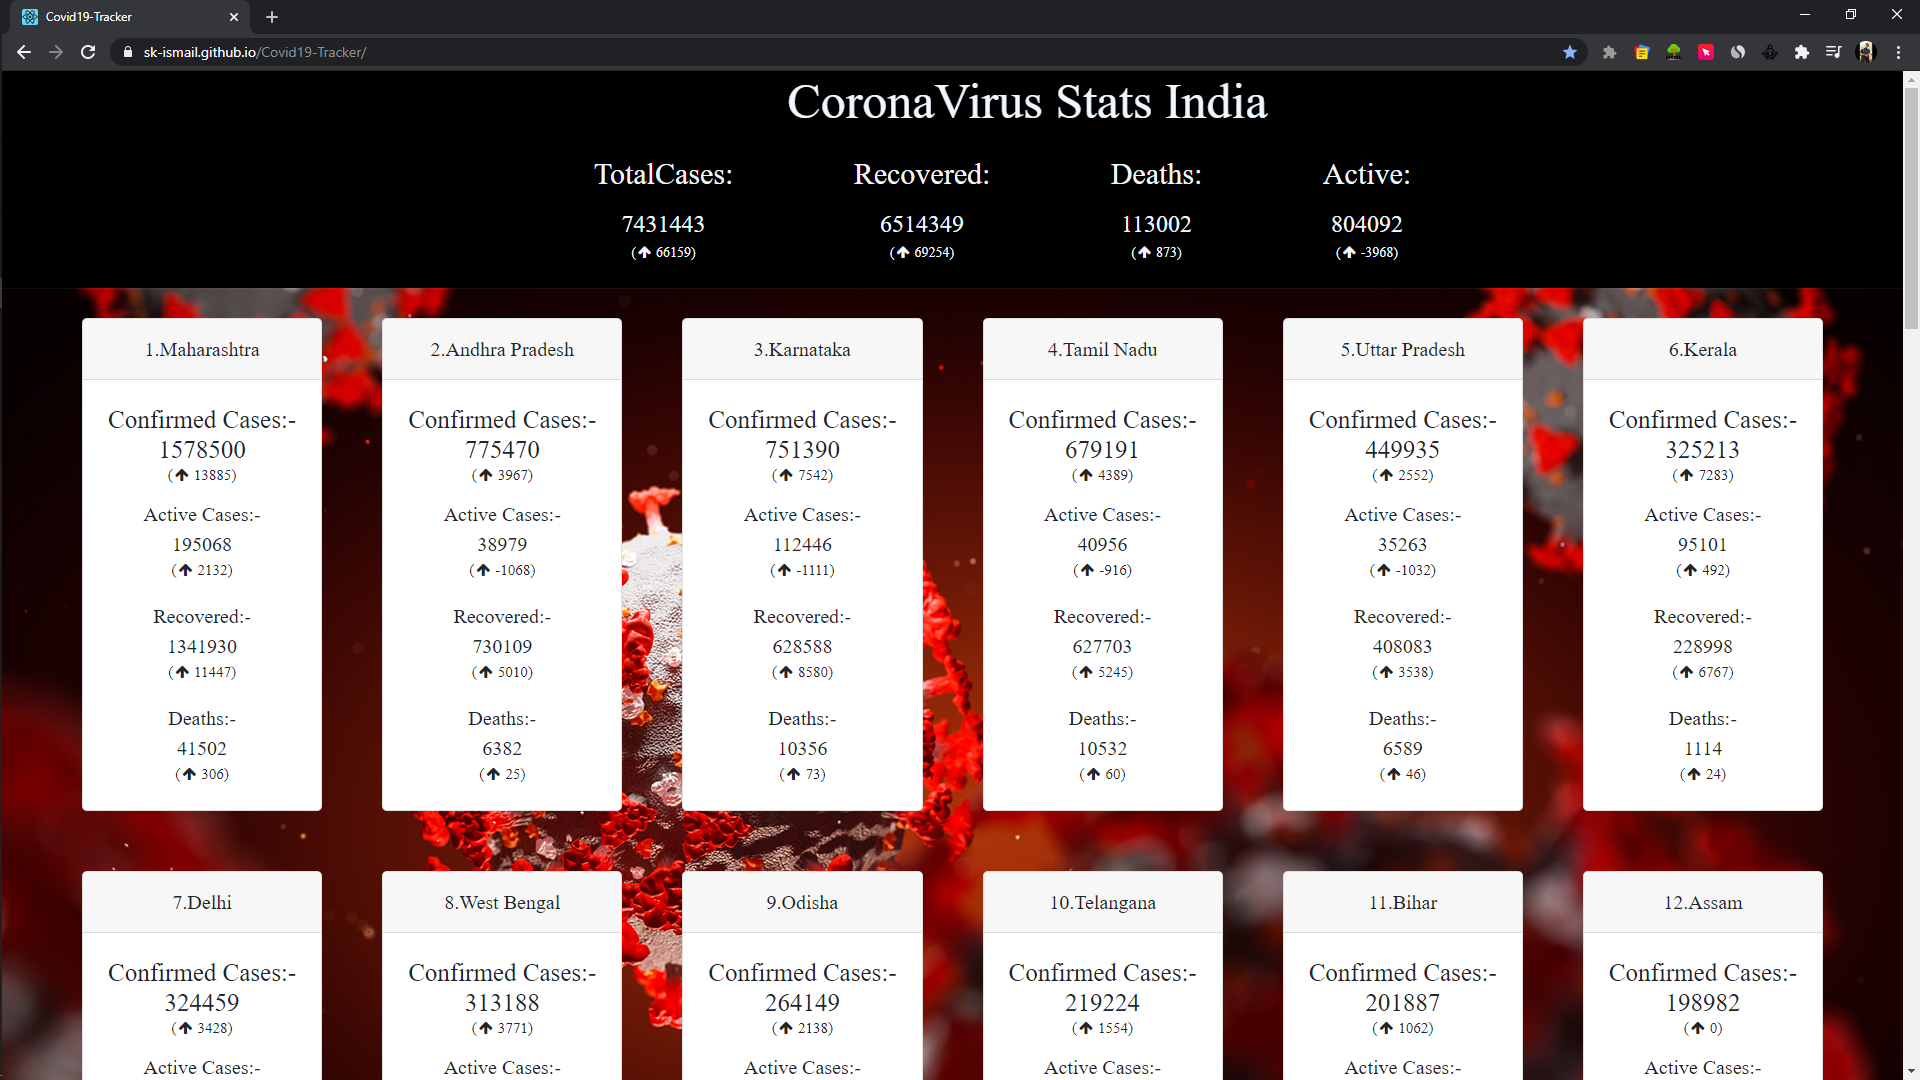 Covid19-Tracker
sk-ismail.github.io/Covid19-Tracker/
CoronaVirus Stats India
TotalCases: Recovered: Deaths: Active:
7431443 6514349 113002 804092
(↑ 66159) (↑ 69254) (↑ 873) (↑ -3968)
1.Maharashtra
Confirmed Cases:-
1578500
(↑ 13885)
Active Cases:-
195068
(↑ 2132)
Recovered:-
1341930
(↑ 11447)
Deaths:-
41502
(↑ 306)
2.Andhra Pradesh
Confirmed Cases:-
775470
(↑ 3967)
Active Cases:-
38979
(↑ -1068)
Recovered:-
730109
(↑ 5010)
Deaths:-
6382
(↑ 25)
3.Karnataka
Confirmed Cases:-
751390
(↑ 7542)
Active Cases:-
112446
(↑ -1111)
Recovered:-
628588
(↑ 8580)
Deaths:-
10356
(↑ 73)
4.Tamil Nadu
Confirmed Cases:-
679191
(↑ 4389)
Active Cases:-
40956
(↑ -916)
Recovered:-
627703
(↑ 5245)
Deaths:-
10532
(↑ 60)
5.Uttar Pradesh
Confirmed Cases:-
449935
(↑ 2552)
Active Cases:-
35263
(↑ -1032)
Recovered:-
408083
(↑ 3538)
Deaths:-
6589
(↑ 46)
6.Kerala
Confirmed Cases:-
325213
(↑ 7283)
Active Cases:-
95101
(↑ 492)
Recovered:-
228998
(↑ 6767)
Deaths:-
1114
(↑ 24)
7.Delhi
Confirmed Cases:-
324459
(↑ 3428)
Active Cases:-
8.West Bengal
Confirmed Cases:-
313188
(↑ 3771)
Active Cases:-
9.Odisha
Confirmed Cases:-
264149
(↑ 2138)
Active Cases:-
10.Telangana
Confirmed Cases:-
219224
(↑ 1554)
Active Cases:-
11.Bihar
Confirmed Cases:-
201887
(↑ 1062)
Active Cases:-
12.Assam
Confirmed Cases:-
198982
(↑ 0)
Active Cases:-